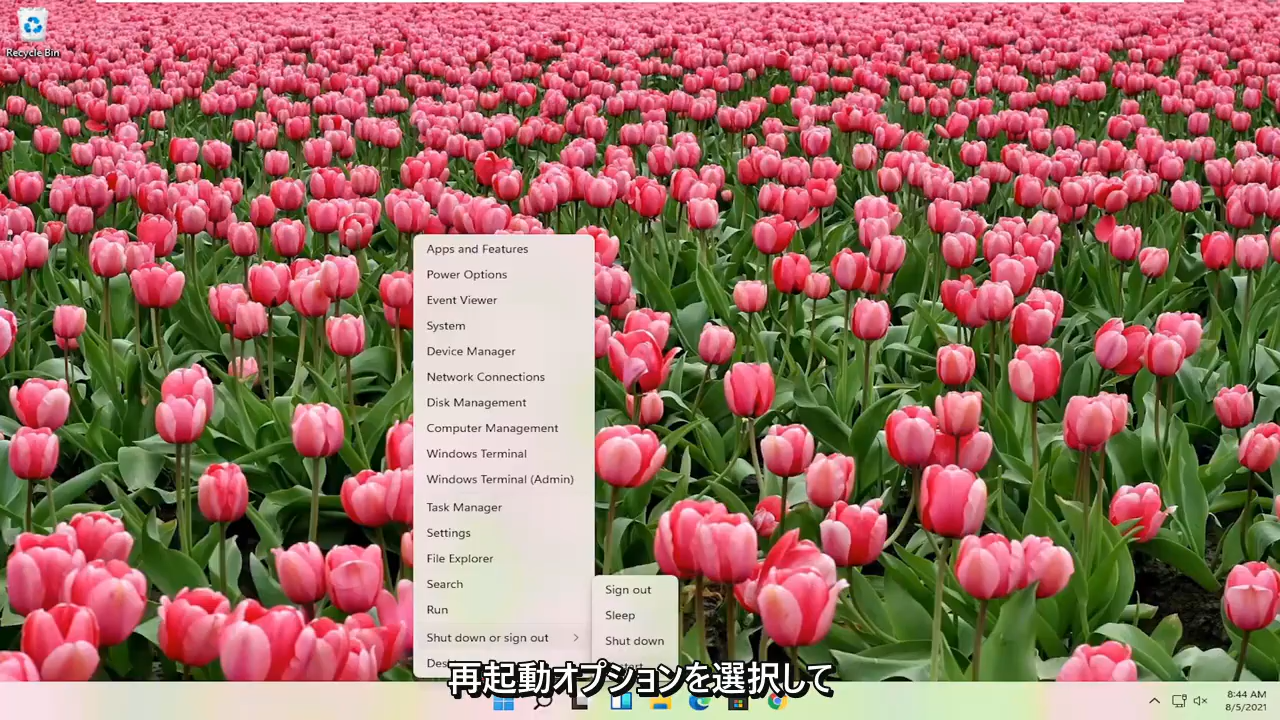 Recycle Bin
Apps and Features
Power Options
Event Viewer
System
Device Manager
Network Connections
Disk Management
Computer Management
Windows Terminal
Windows Terminal (Admin)
Task Manager
Settings
File Explorer
Search
Run
Shut down or sign out
Sign out
Sleep
Shut down
再起動オプションを選択して
8:44 AM
8/5/2021